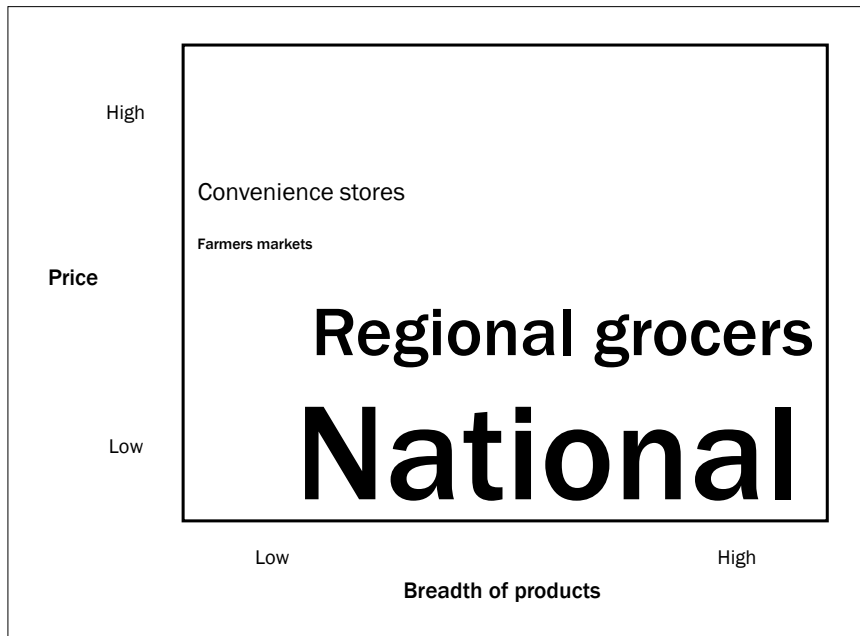 High
Convenience stores
Farmers markets
Price
Regional grocers
National
Low
Low
High
Breadth of products